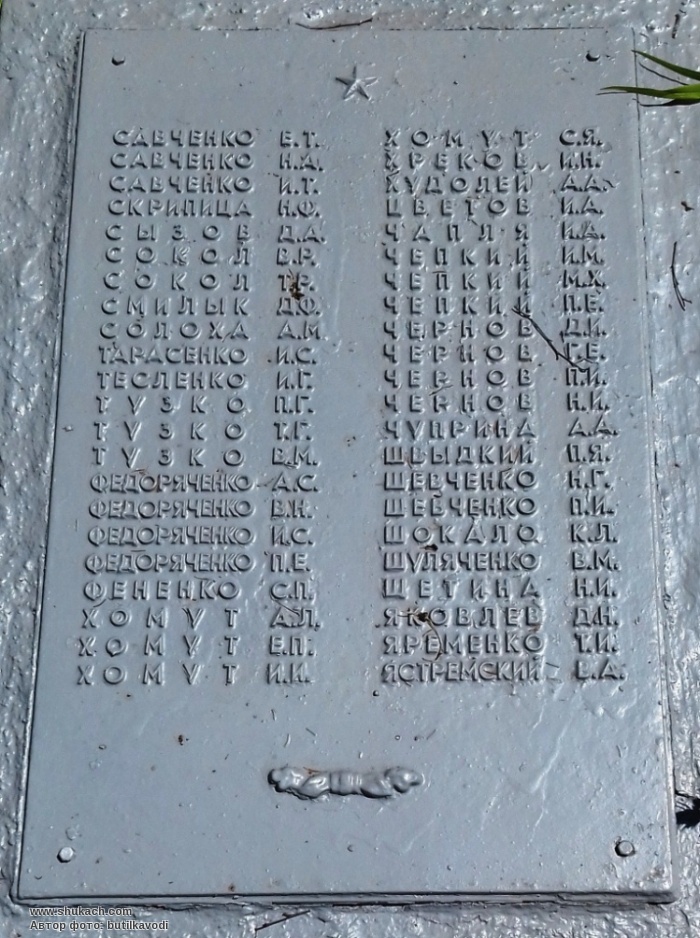 САВЧЕНКО Е.Т.
САВЧЕНКО Н.А.
САВЧЕНКО И.Т.
СКРИПИЦА Н.Ф.
СЫЗОВ Д.А.
СОКОЛ В.Р.
СОКОЛ Т.Р.
СМИЛЫК Д.Ф.
СОЛОХА А.М.
ТАРАСЕНКО И.С.
ТЕСЛЕНКО И.Г.
ТУЗКО П.Г.
ТУЗКО Т.Г.
ТУЗКО В.М.
ФЕДОРЯЧЕНКО А.С.
ФЕДОРЯЧЕНКО В.Н.
ФЕДОРЯЧЕНКО И.С.
ФЕДОРЯЧЕНКО П.Е.
ФЕНЕНКО С.П.
ХОМУТ А.Л.
ХОМУТ Е.П.
ХОМУТ И.И.
ХОМУТ С.Я.
ХРЕКОВ И.Н.
ХУДОЛЕЙ А.А.
ЦВЕТОВ И.А.
ЧАПЛЯ И.А.
ЧЕПКИЙ И.М.
ЧЕПКИЙ М.Х.
ЧЕПКИЙ П.Е.
ЧЕРНОВ Д.И.
ЧЕРНОВ Г.Е.
ЧЕРНОВ П.И.
ЧЕРНОВ Н.И.
ЧУПРИНА А.А.
ШВЫДКИЙ П.Я.
ШЕВЧЕНКО Н.Г.
ШЕВЧЕНКО П.И.
ШОКАЛО К.Л.
ШУЛЯЧЕНКО В.М.
ЩЕТИНА Н.И.
ЯКОВЛЕВ Д.Н.
ЯРЕМЕНКО Т.И.
ЯСТРЕМСКИЙ
www.shukach.com
Автор фото: butilkavodi